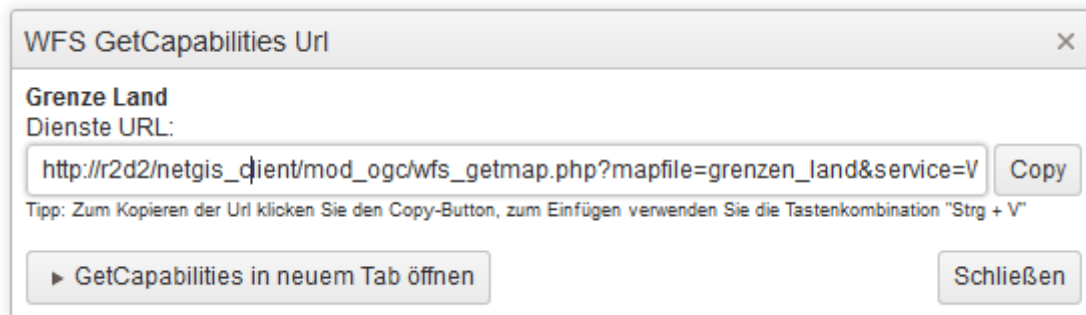 WFS GetCapabilities Url ×
Grenze Land
Dienste URL:
http://r2d2/netgis_client/mod_ogc/wfs_getmap.php?mapfile=grenzen_land&service=W Copy
Tipp: Zum Kopieren der Url klicken Sie den Copy-Button, zum Einfügen verwenden Sie die Tastenkombination "Strg + V"
GetCapabilities in neuem Tab öffnen Schließen